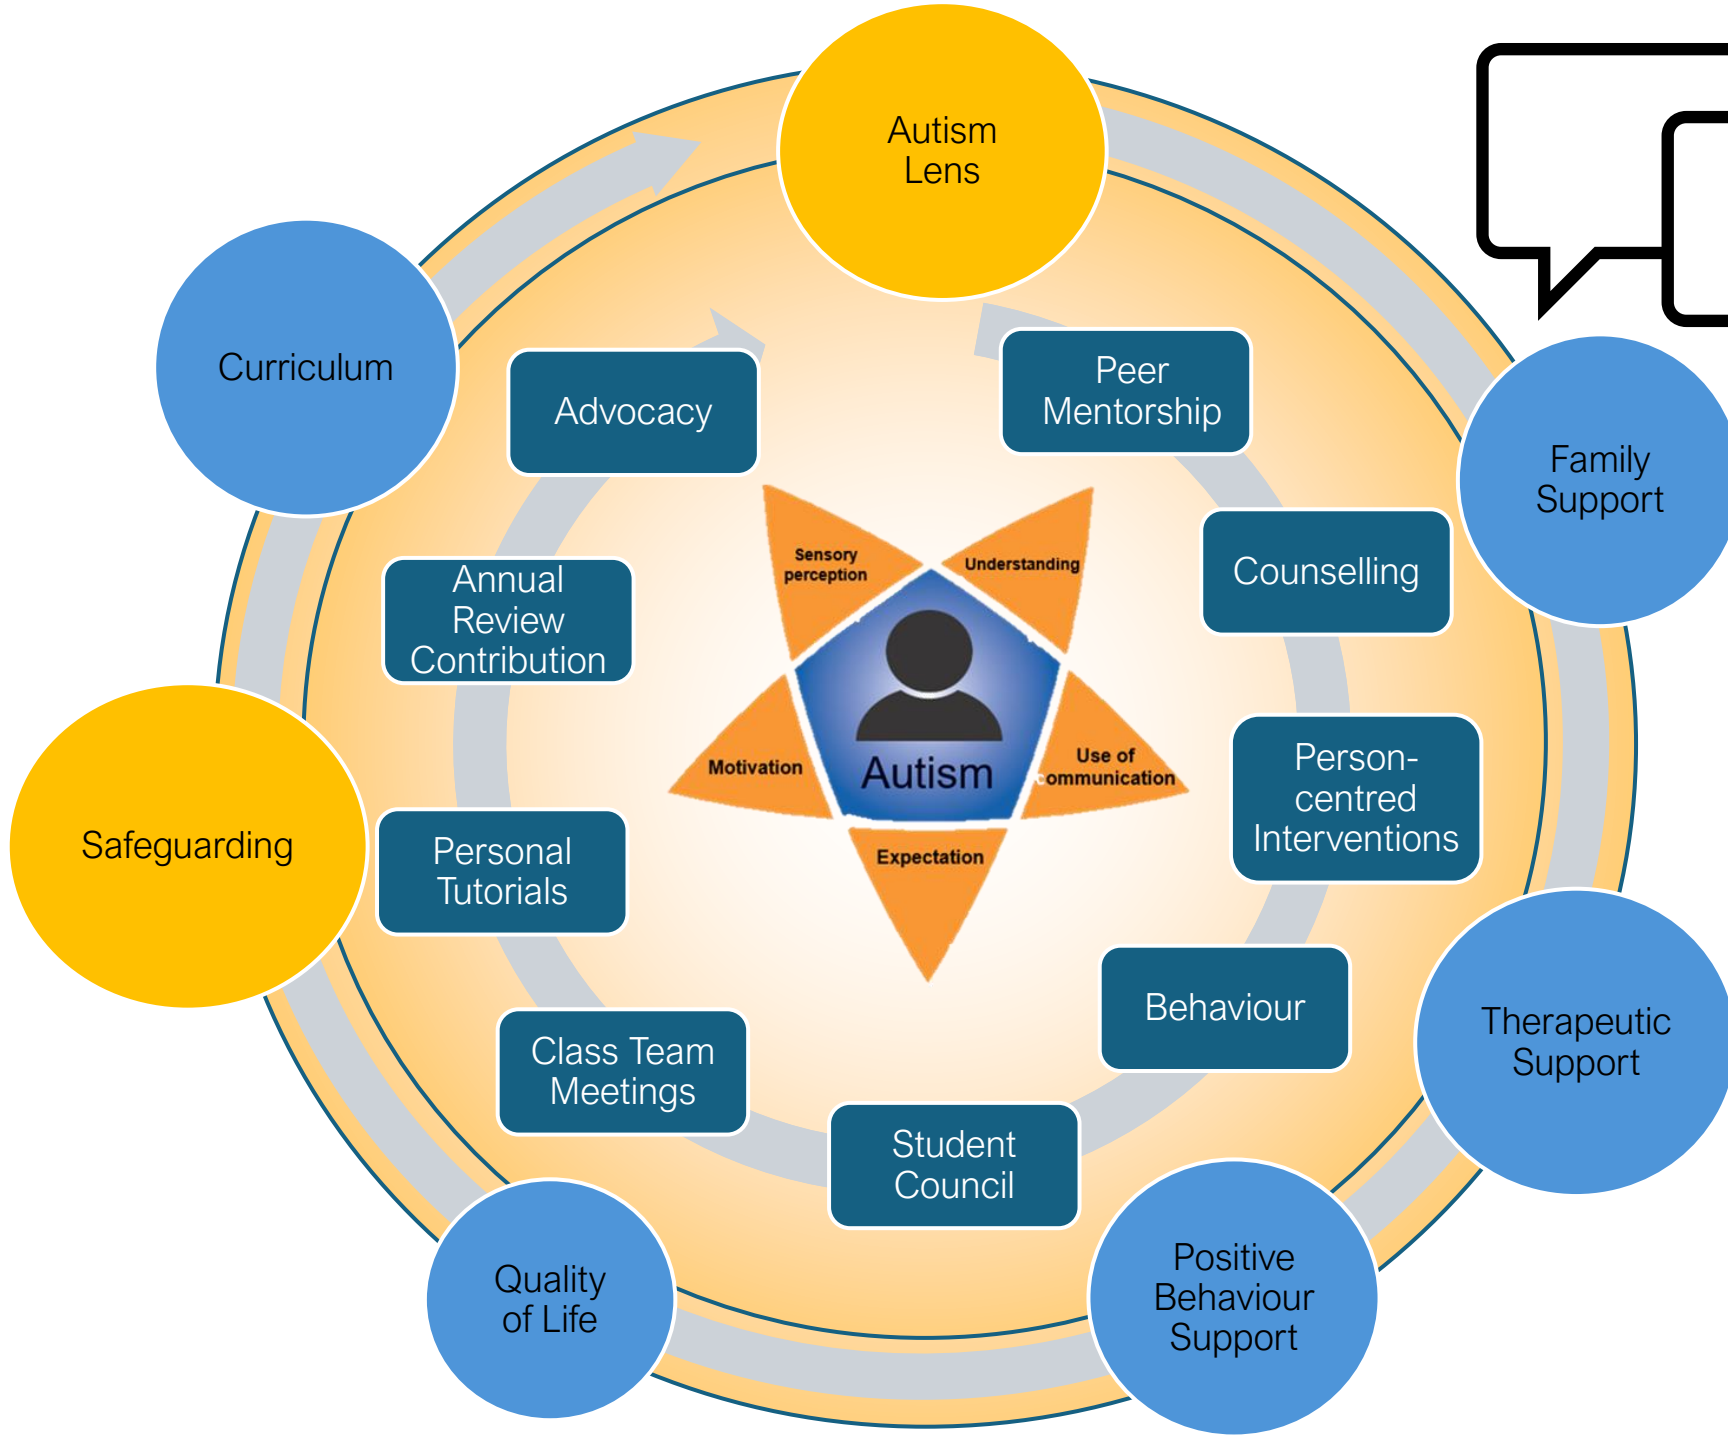 Autism
Lens
Curriculum
Advocacy
Peer
Mentorship
Family
Support
Sensory
perception
Understanding
Counselling
Annual
Review
Contribution
Motivation
Autism
Use of
communication
Person-
centred
Interventions
Safeguarding
Personal
Tutorials
Expectation
Behaviour
Therapeutic
Support
Class Team
Meetings
Student
Council
Quality
of Life
Positive
Behaviour
Support